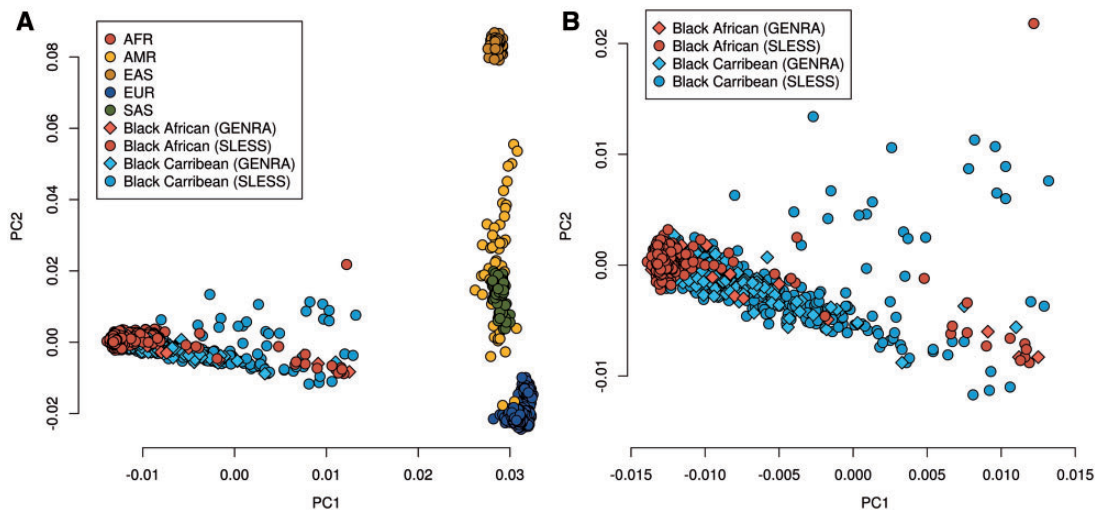 A
AFR
AMR
EAS
EUR
SAS
Black African (GENRA)
Black African (SLESS)
Black Carribean (GENRA)
Black Carribean (SLESS)
PC2
0.08
0.06
0.04
0.02
0.00
-0.02
-0.01
0.00
0.01
0.02
0.03
PC1
B
Black African (GENRA)
Black African (SLESS)
Black Carribean (GENRA)
Black Carribean (SLESS)
PC2
0.02
0.01
0.00
-0.01
-0.015
-0.010
-0.005
0.000
0.005
0.010
0.015
PC1